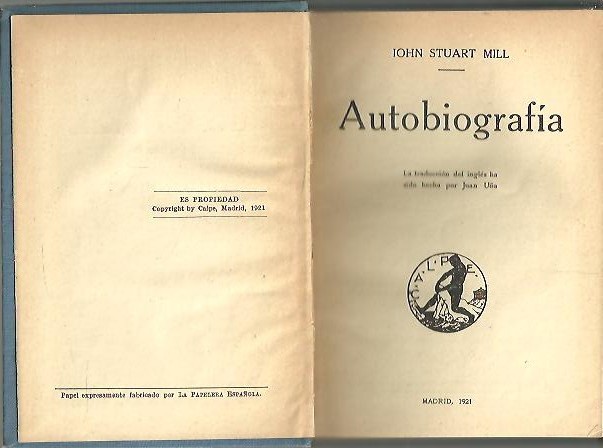 ES PROPIEDAD
Copyright by Calpe, Madrid, 1921
Papel expresamente fabricado por LA PAPELERA ESPAÑOLA.
JOHN STUART MILL
Autobiografía
La traducción del inglés ha
sido hecha por Juan Uña
C.A.L.P.E.
MADRID, 1921